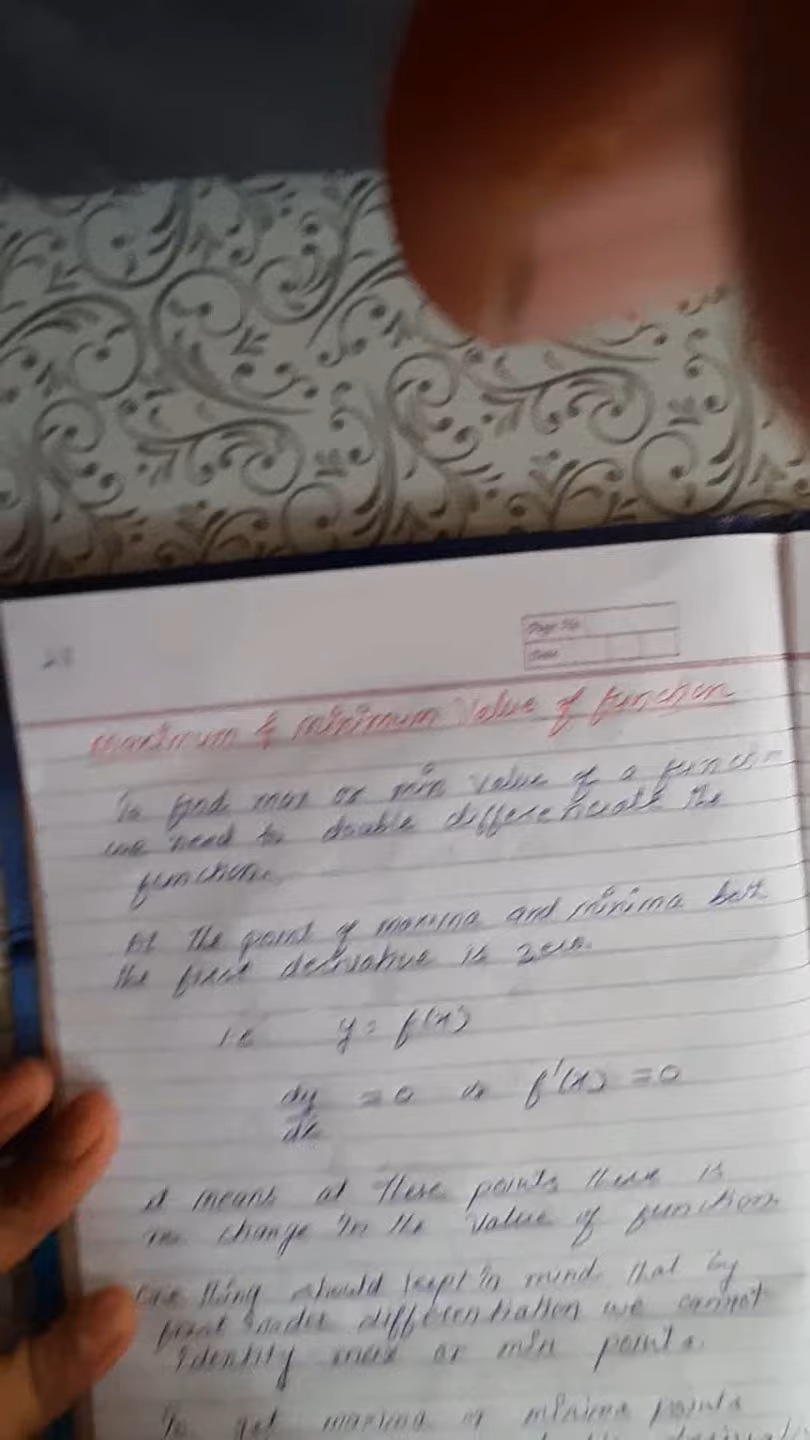 28
Page No.
Date
Maximum & Minimum Value of function
To find max or min value of a function
we need to double differentiate the
function.
At the point of maxima and minima both
the first derivative is zero.
i.e y = f(x)
dy/dx = 0 or f'(x) = 0
It means at these points there is
no change in the value of function
One thing should kept in mind that by
first order differentiation we cannot
identify max or min points.
To get maxima or minima points